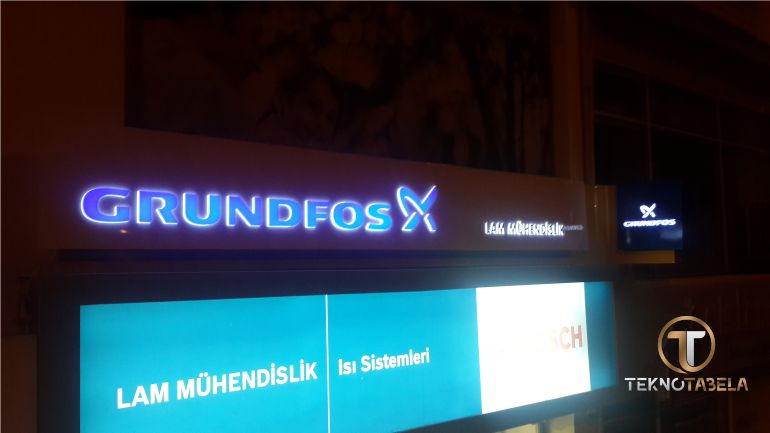 GRUNDFOS
LAM MÜHENDİSLİK
GRUNDFOS
LAM MÜHENDİSLİK
Isı Sistemleri
TEKNOTABELA